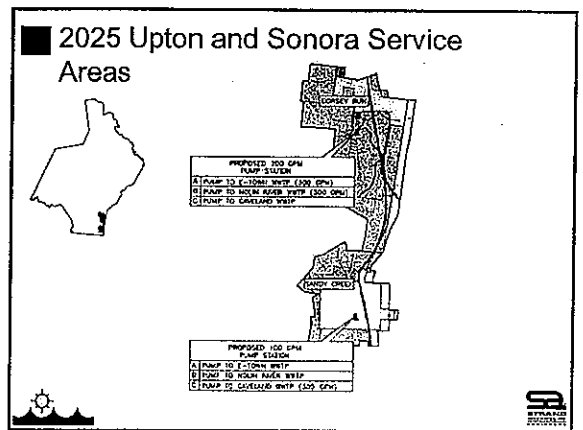 2025 Upton and Sonora Service
Areas
DORSEY RUN
PROPOSED 300 GPM
PUMP STATION
A PUMP TO E-TOWN WWTP (300 GPM)
B PUMP TO NOLIN RIVER WWTP (300 GPM)
C PUMP TO CAVELAND WWTP
SANDY CREEK
PROPOSED 100 GPM
PUMP STATION
A PUMP TO E-TOWN WWTP
B PUMP TO NOLIN RIVER WWTP
C PUMP TO CAVELAND WWTP (300 GPM)
STRAND